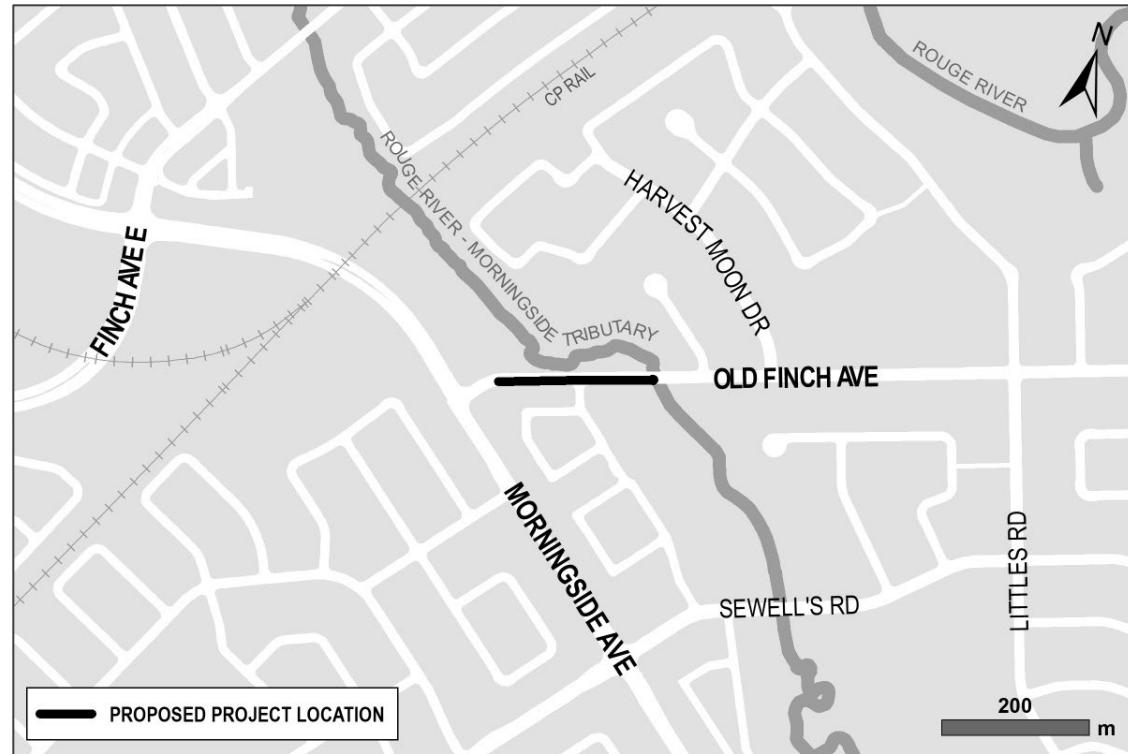 N
ROUGE RIVER
CP RAIL
ROUGE RIVER - MORNINGSIDE TRIBUTARY
HARVEST MOON DR
FINCH AVE E
OLD FINCH AVE
MORNINGSIDE AVE
SEWELL'S RD
LITTLES RD
PROPOSED PROJECT LOCATION
200
m